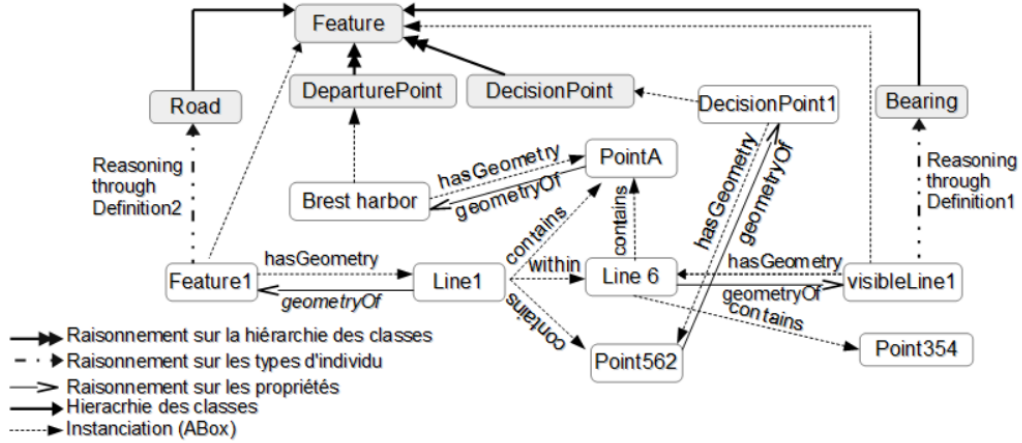 Feature
Road
DeparturePoint
DecisionPoint
DecisionPoint1
Bearing
Reasoning
through
Definition2
Brest harbor
hasGeometry
geometryOf
PointA
hasGeometry
geometryOf
Reasoning
through
Definition1
Feature1
hasGeometry
geometryOf
Line1
contains
within
contains
contains
Line 6
hasGeometry
geometryOf
visibleLine1
contains
Point562
Point354
Raisonnement sur la hiérarchie des classes
Raisonnement sur les types d'individu
Raisonnement sur les propriétés
Hieracrhie des classes
Instanciation (ABox)